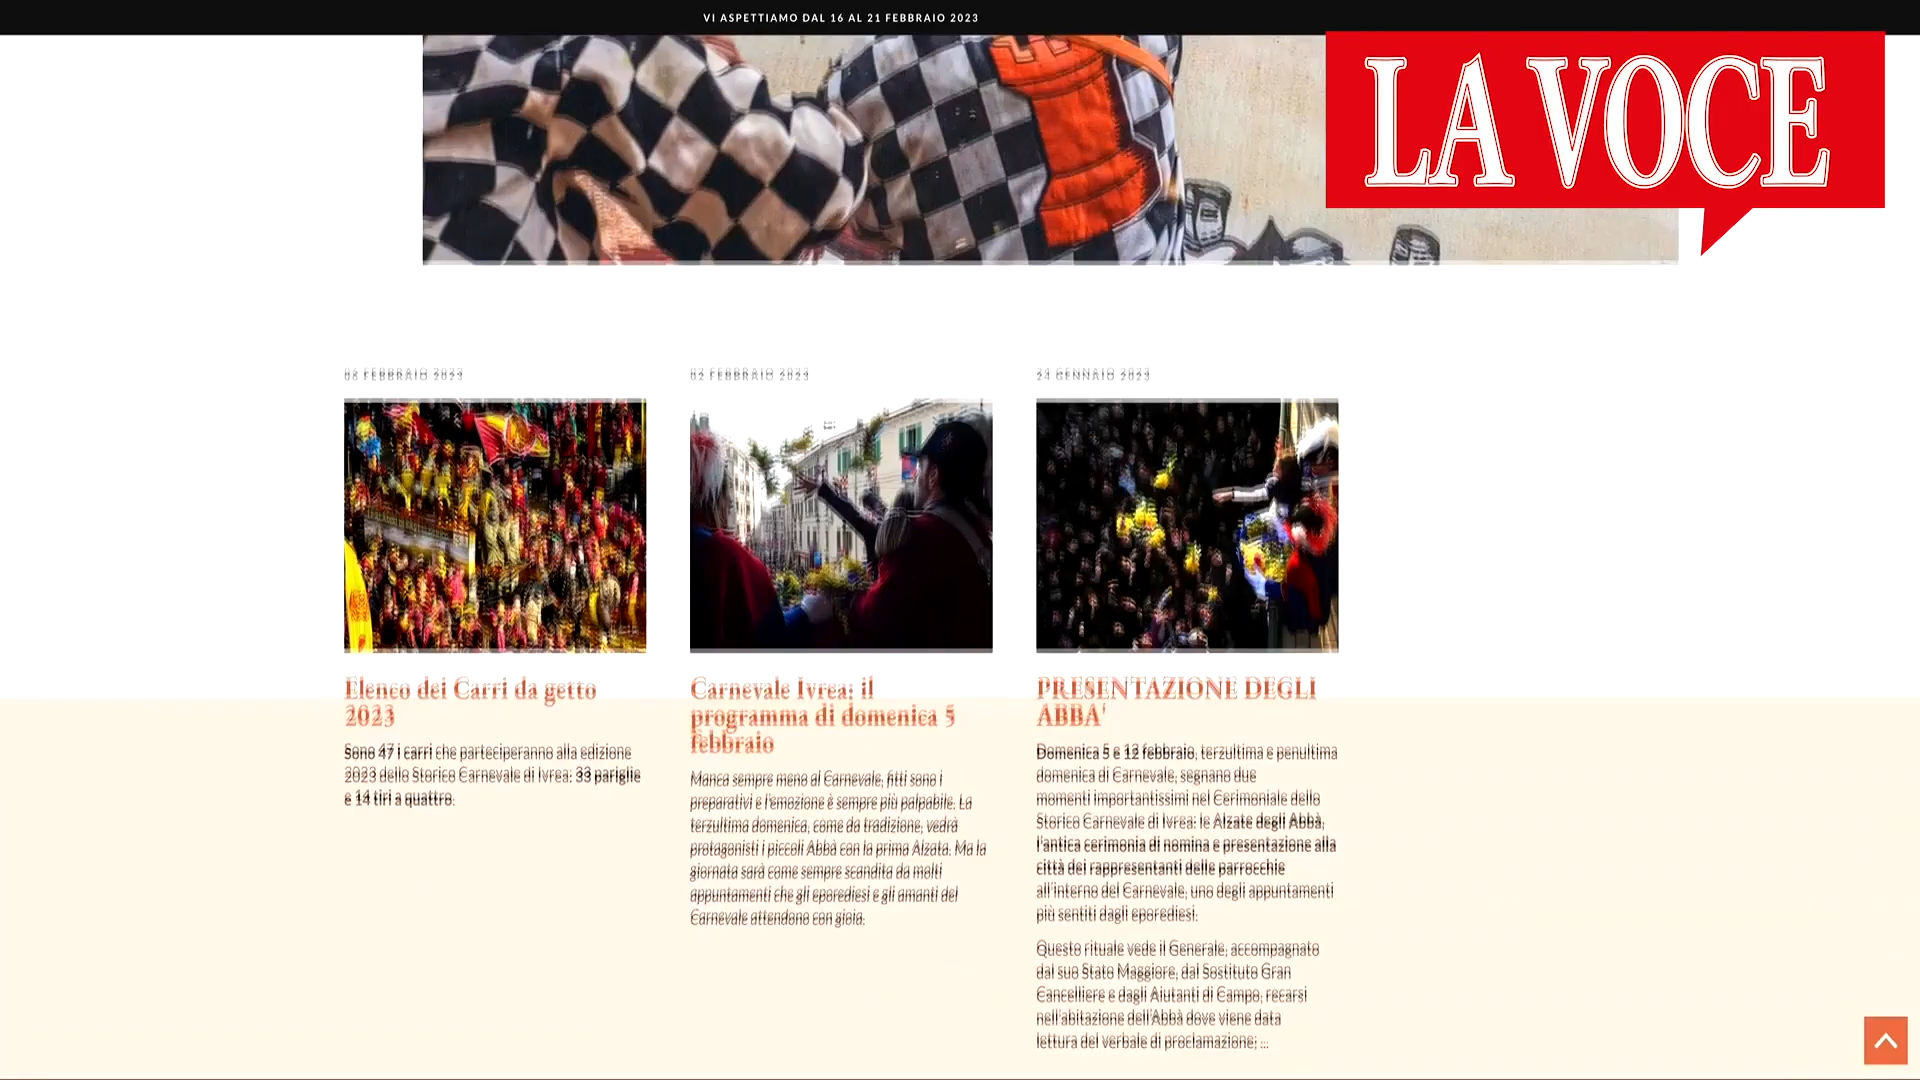 VI ASPETTIAMO DAL 16 AL 21 FEBBRAIO 2023
LA VOCE
FEBBRAIO 2023
Elenco dei Carri da getto
2023
Sono 47 i carri che parteciperanno alla edizione
2023 dello Storico Carnevale di Ivrea: 33 pariglie
e 14 tiri a quattro.
02 FEBBRAIO 2023
Carnevale Ivrea: il
programma di domenica 5
febbraio
Manca sempre meno al Carnevale, fitti sono i
preparativi e l'emozione è sempre più palpabile. La
terzultima domenica, come da tradizione, vedrà
protagonisti i piccoli Abbà con la prima Alzata. Ma la
giornata sarà come sempre scandita da molti
appuntamenti che gli eporediesi e gli amanti del
Carnevale attendono con gioia.
24 GENNAIO 2023
PRESENTAZIONE DEGLI
ABBA'
Domenica 5 e 12 febbraio, terzultima e penultima
domenica di Carnevale, segnano due
momenti importantissimi nel Cerimoniale dello
Storico Carnevale di Ivrea: le Alzate degli Abbà,
l'antica cerimonia di nomina e presentazione alla
città dei rappresentanti delle parrocchie
all'interno del Carnevale, uno degli appuntamenti
più sentiti dagli eporediesi.
Questo rituale vede il Generale, accompagnato
dal suo Stato Maggiore, dal Sostituto Gran
Cancelliere e dagli Aiutanti di Campo, recarsi
nell'abitazione dell'Abbà dove viene data
lettura del verbale di proclamazione; ...